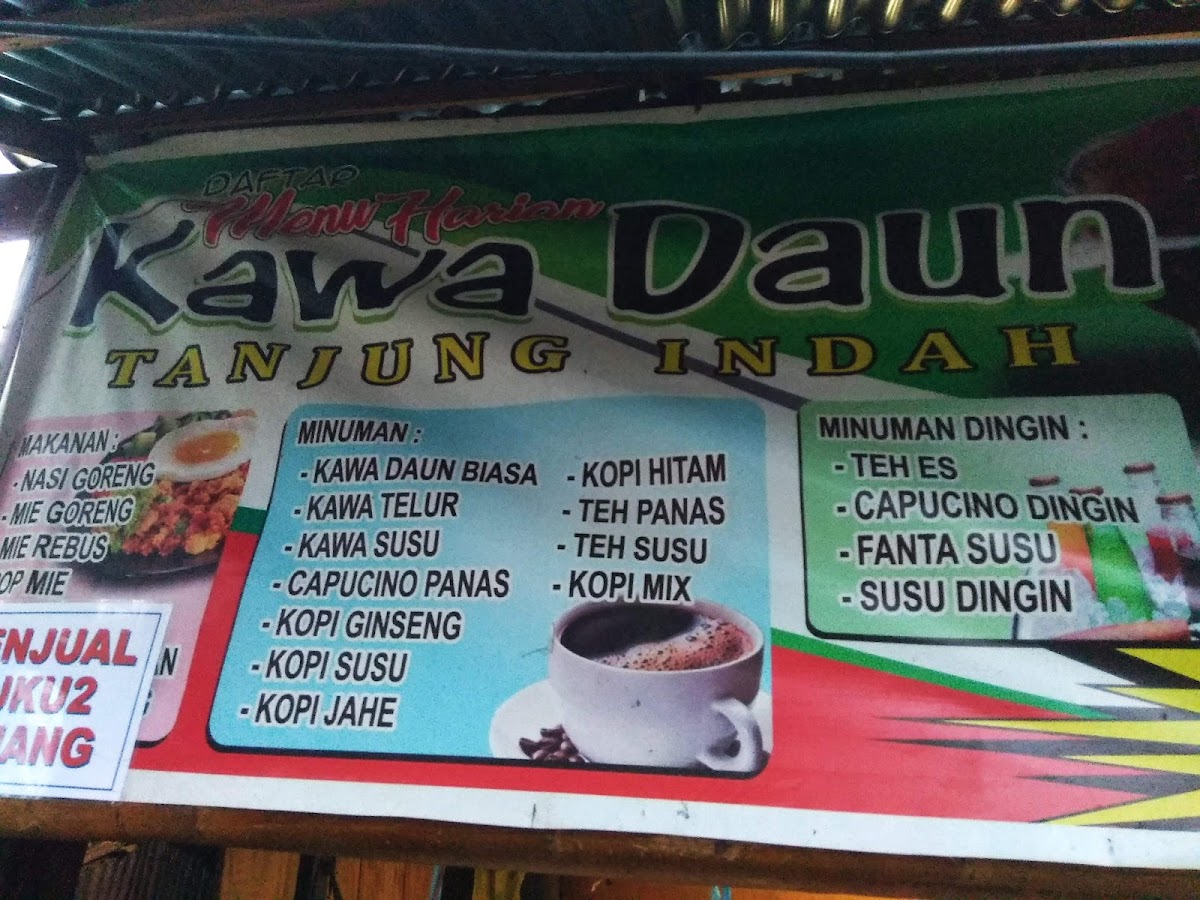 DAFTAR
Menu Harian
Kawa Daun
TANJUNG INDAH
MAKANAN :
- NASI GORENG
- MIE GORENG
MIE REBUS
OP MIE
ENJUAL
UKU2
ANG
MINUMAN :
- KAWA DAUN BIASA
- KAWA TELUR
- KAWA SUSU
- CAPUCINO PANAS
- KOPI GINSENG
- KOPI SUSU
- KOPI JAHE
- KOPI HITAM
- TEH PANAS
- TEH SUSU
- KOPI MIX
MINUMAN DINGIN :
- TEH ES
- CAPUCINO DINGIN
- FANTA SUSU
- SUSU DINGIN